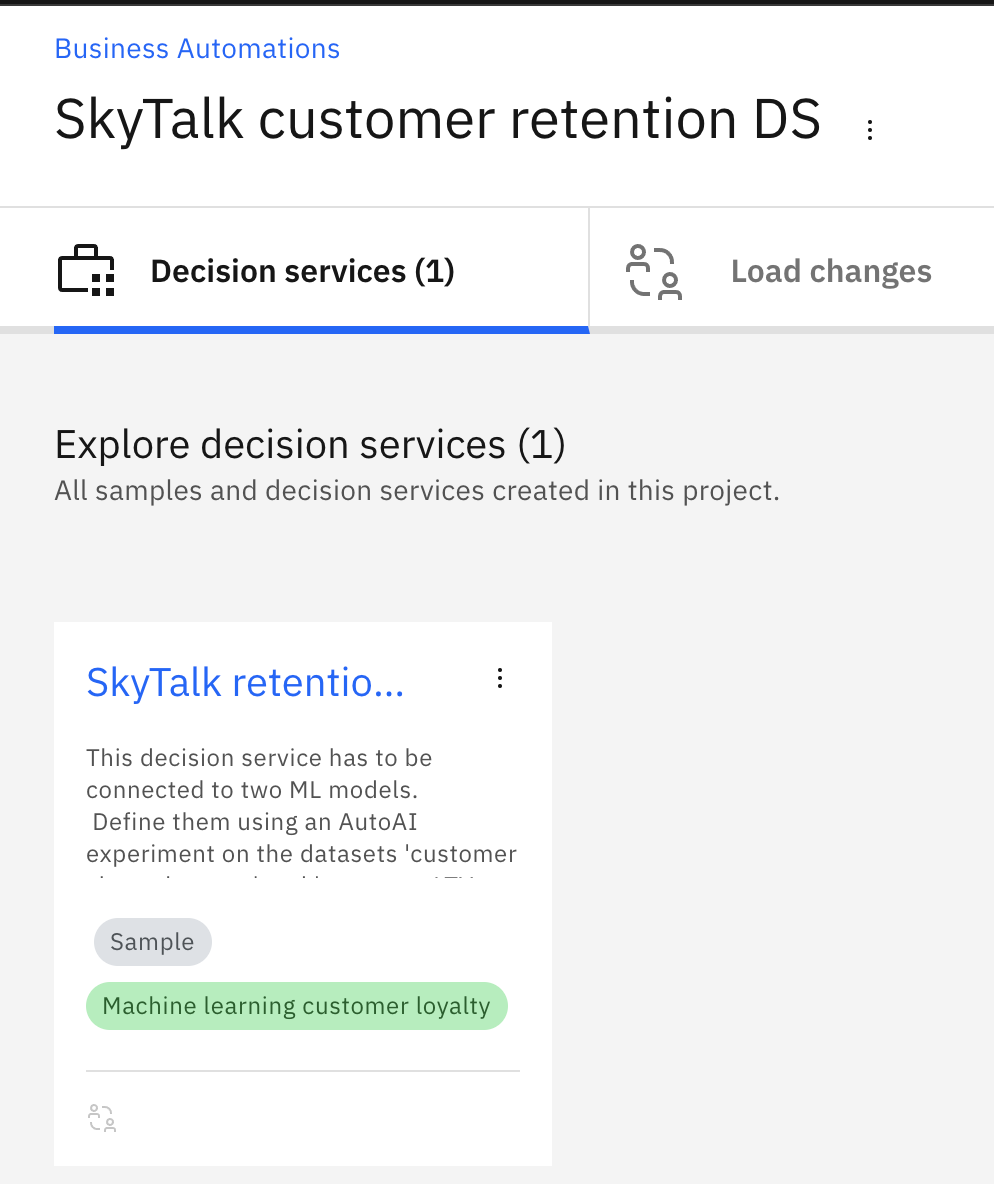 Business Automations
SkyTalk customer retention DS
Decision services (1)
Load changes
Explore decision services (1)
All samples and decision services created in this project.
SkyTalk retentio...
This decision service has to be
connected to two ML models.
Define them using an AutoAI
experiment on the datasets 'customer
Sample
Machine learning customer loyalty